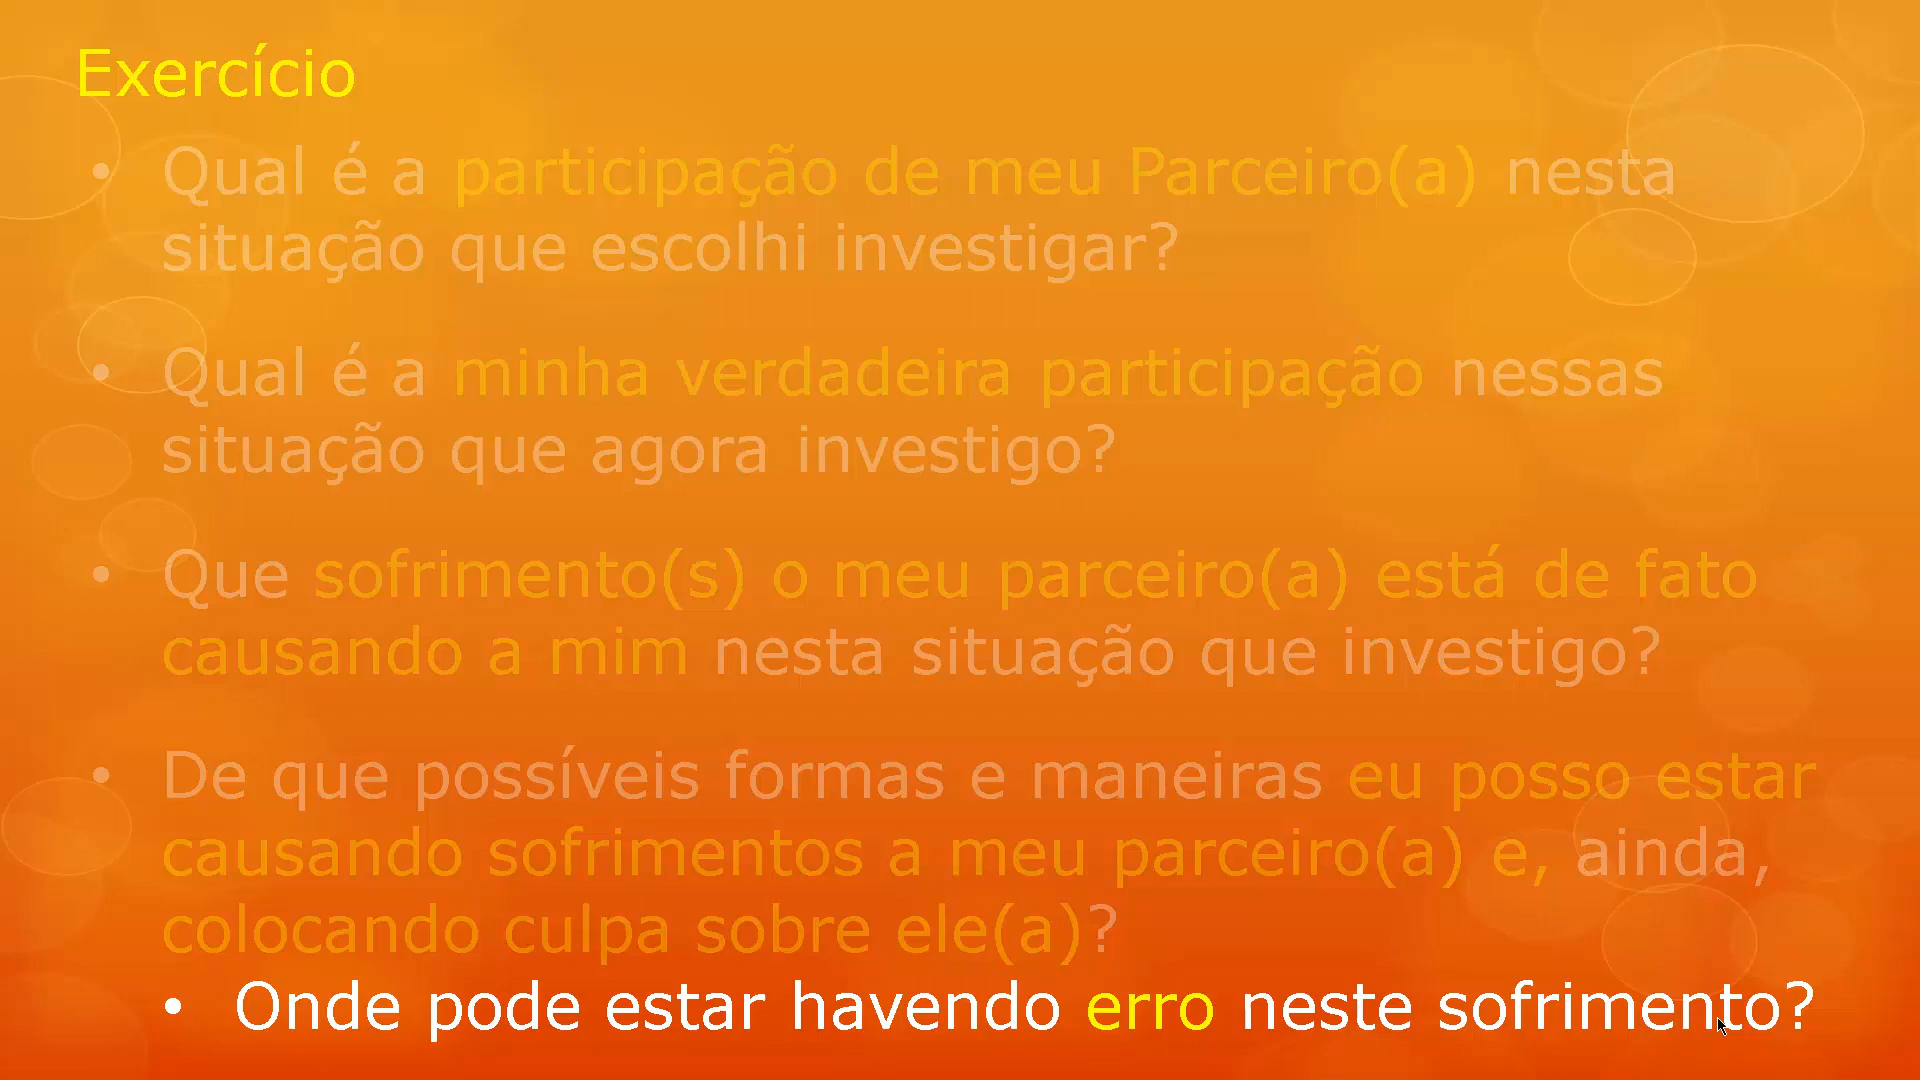 Exercício
• Qual é a participação de meu Parceiro(a) nesta
situação que escolhi investigar?
• Qual é a minha verdadeira participação nessas
situação que agora investigo?
• Que sofrimento(s) o meu parceiro(a) está de fato
causando a mim nesta situação que investigo?
• De que possíveis formas e maneiras eu posso estar
causando sofrimentos a meu parceiro(a) e, ainda,
colocando culpa sobre ele(a)?
• Onde pode estar havendo erro neste sofrimento?